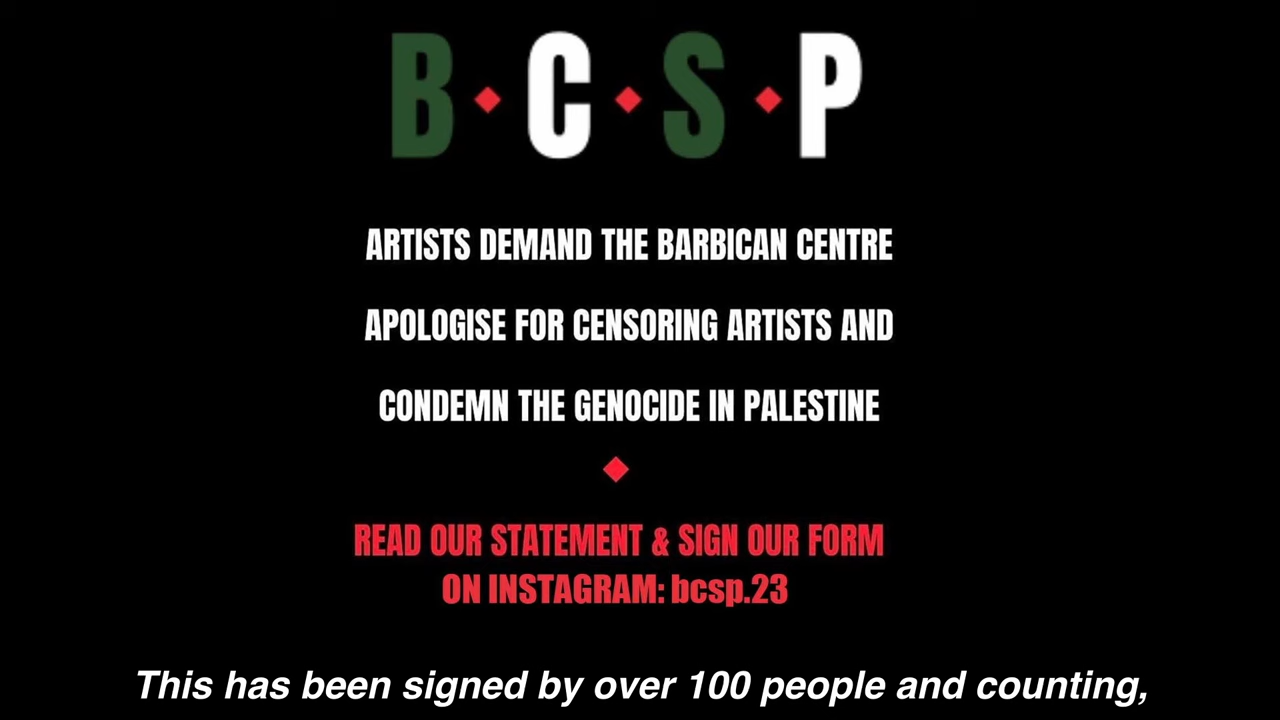 B • C • S • P
ARTISTS DEMAND THE BARBICAN CENTRE
APOLOGISE FOR CENSORING ARTISTS AND
CONDEMN THE GENOCIDE IN PALESTINE
READ OUR STATEMENT & SIGN OUR FORM
ON INSTAGRAM: bcsp.23
This has been signed by over 100 people and counting,